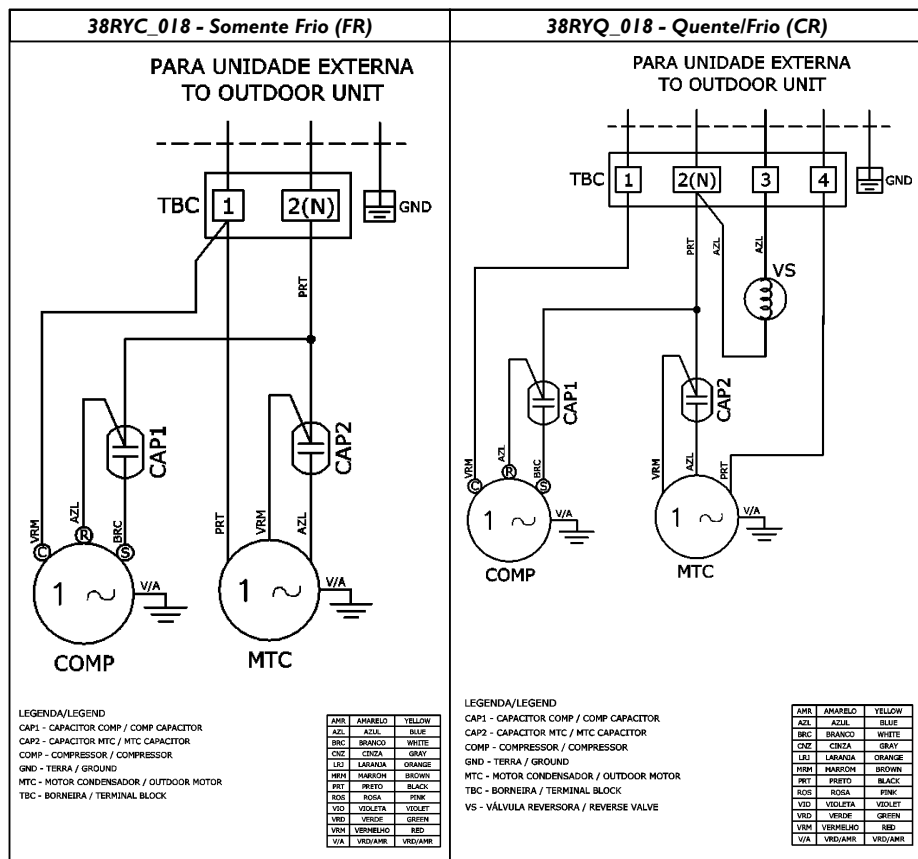 38RYC_018 - Somente Frio (FR)
PARA UNIDADE EXTERNA
TO OUTDOOR UNIT
TBC
1
2(N)
GND
PRT
CAP1
CAP2
VRM
AZL
BRC
PRT
VRM
AZL
C
R
S
1 ~
V/A
1 ~
V/A
COMP
MTC
LEGENDA/LEGEND
CAP1 - CAPACITOR COMP / COMP CAPACITOR
CAP2 - CAPACITOR MTC / MTC CAPACITOR
COMP - COMPRESSOR / COMPRESSOR
GND - TERRA / GROUND
MTC - MOTOR CONDENSADOR / OUTDOOR MOTOR
TBC - BORNEIRA / TERMINAL BLOCK
AMR AMARELO YELLOW
AZL AZUL BLUE
BRC BRANCO WHITE
CNZ CINZA GRAY
LRJ LARANJA ORANGE
MRM MARROM BROWN
PRT PRETO BLACK
ROS ROSA PINK
VIO VIOLETA VIOLET
VRD VERDE GREEN
VRM VERMELHO RED
V/A VRD/AMR VRD/AMR
38RYQ_018 - Quente/Frio (CR)
PARA UNIDADE EXTERNA
TO OUTDOOR UNIT
TBC
1
2(N)
3
4
GND
PRT
AZL
AZL
VS
CAP1
CAP2
VRM
AZL
BRC
VRM
AZL
PRT
C
R
S
1 ~
V/A
1 ~
V/A
COMP
MTC
LEGENDA/LEGEND
CAP1 - CAPACITOR COMP / COMP CAPACITOR
CAP2 - CAPACITOR MTC / MTC CAPACITOR
COMP - COMPRESSOR / COMPRESSOR
GND - TERRA / GROUND
MTC - MOTOR CONDENSADOR / OUTDOOR MOTOR
TBC - BORNEIRA / TERMINAL BLOCK
VS - VÁLVULA REVERSORA / REVERSE VALVE
AMR AMARELO YELLOW
AZL AZUL BLUE
BRC BRANCO WHITE
CNZ CINZA GRAY
LRJ LARANJA ORANGE
MRM MARROM BROWN
PRT PRETO BLACK
ROS ROSA PINK
VIO VIOLETA VIOLET
VRD VERDE GREEN
VRM VERMELHO RED
V/A VRD/AMR VRD/AMR